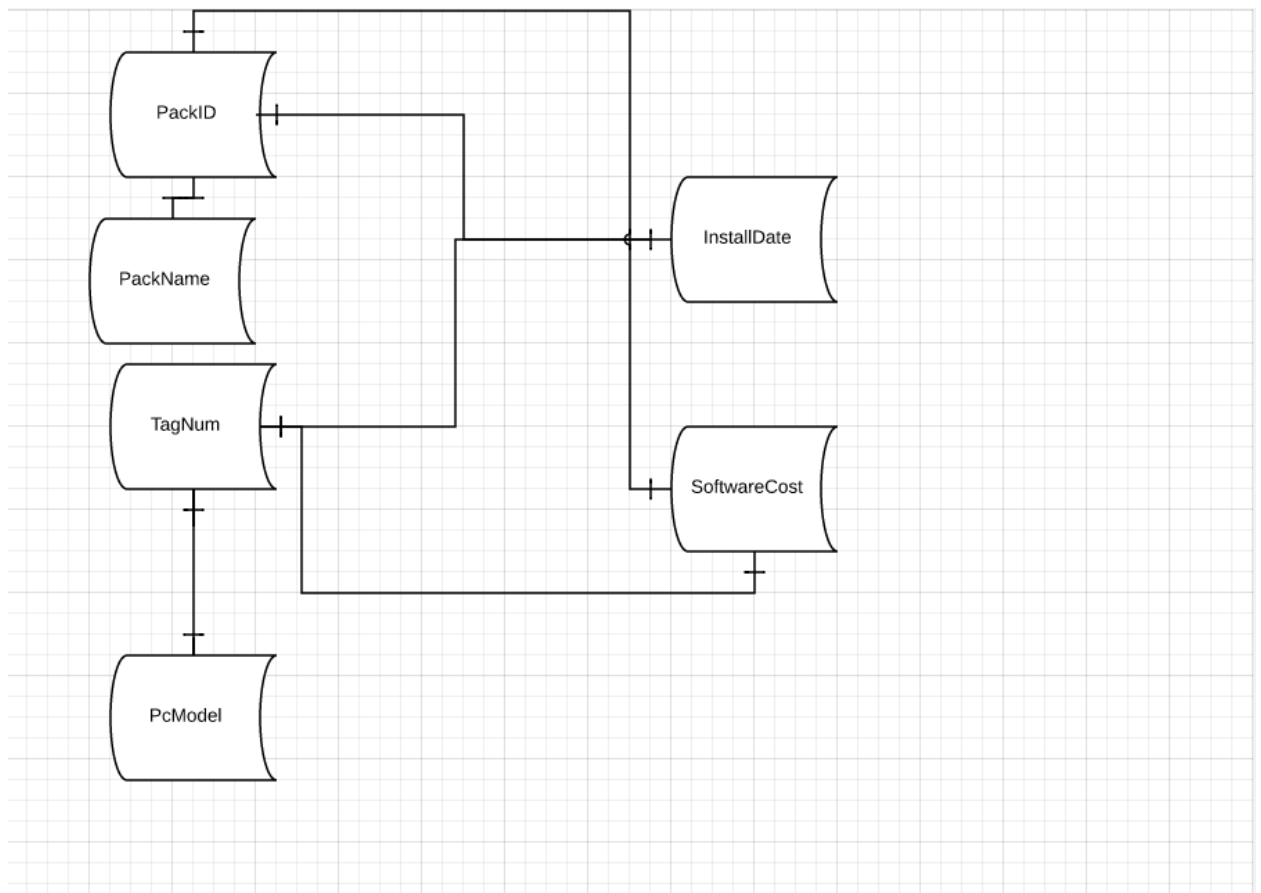 PackID
PackName
TagNum
PcModel
InstallDate
SoftwareCost